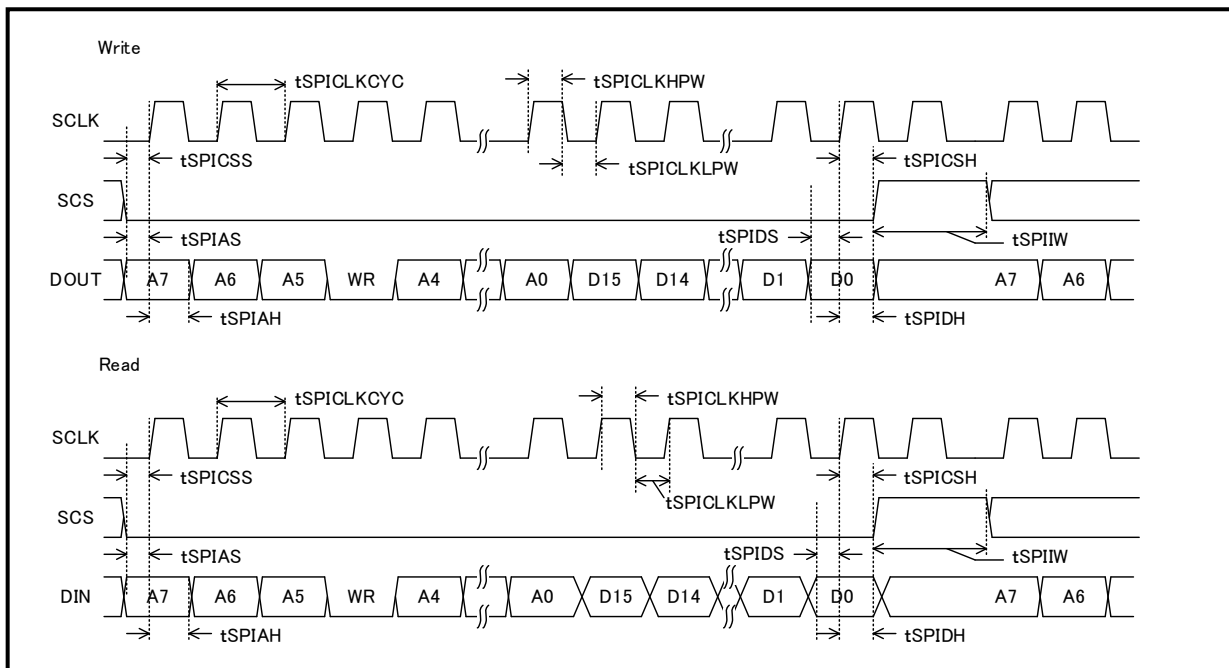 Write
tSPICLKCYC
tSPICLKHPW
SCLK
tSPICSS
tSPICLKLPW
tSPICSH
SCS
tSPIAS
tSPIDS
tSPIIW
DOUT A7 A6 A5 WR A4 A0 D15 D14 D1 D0 A7 A6
tSPIAH
tSPIDH
Read
tSPICLKCYC
tSPICLKHPW
SCLK
tSPICSS
tSPICSH
tSPICLKLPW
SCS
tSPIAS
tSPIDS
tSPIIW
DIN A7 A6 A5 WR A4 A0 D15 D14 D1 D0 A7 A6
tSPIAH
tSPIDH